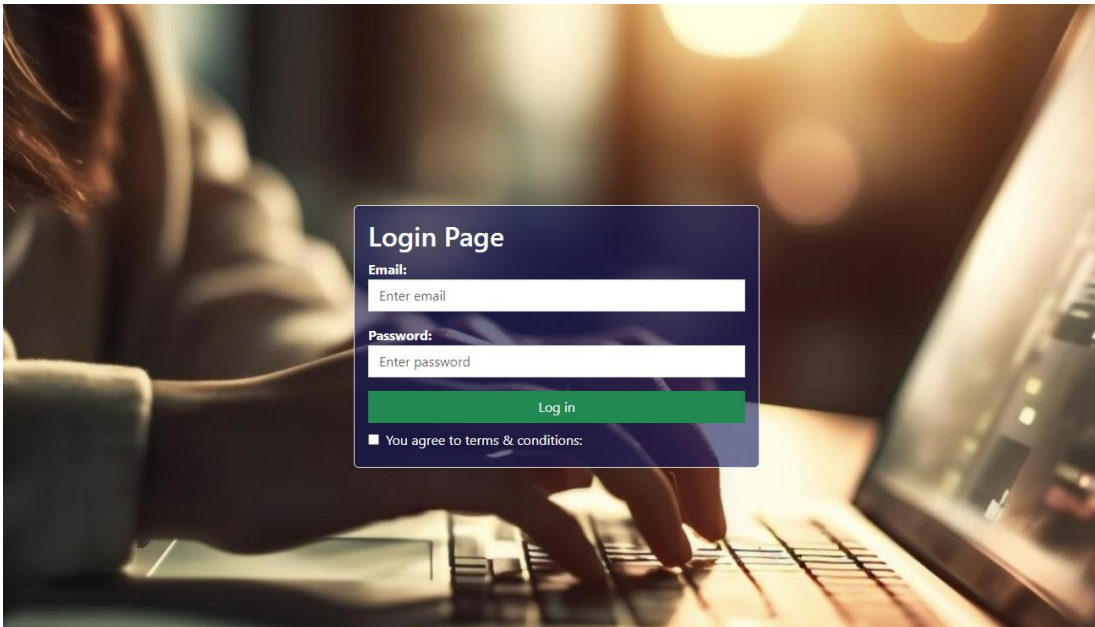 Login Page
Email:
Enter email
Password:
Enter password
Log in
You agree to terms & conditions: